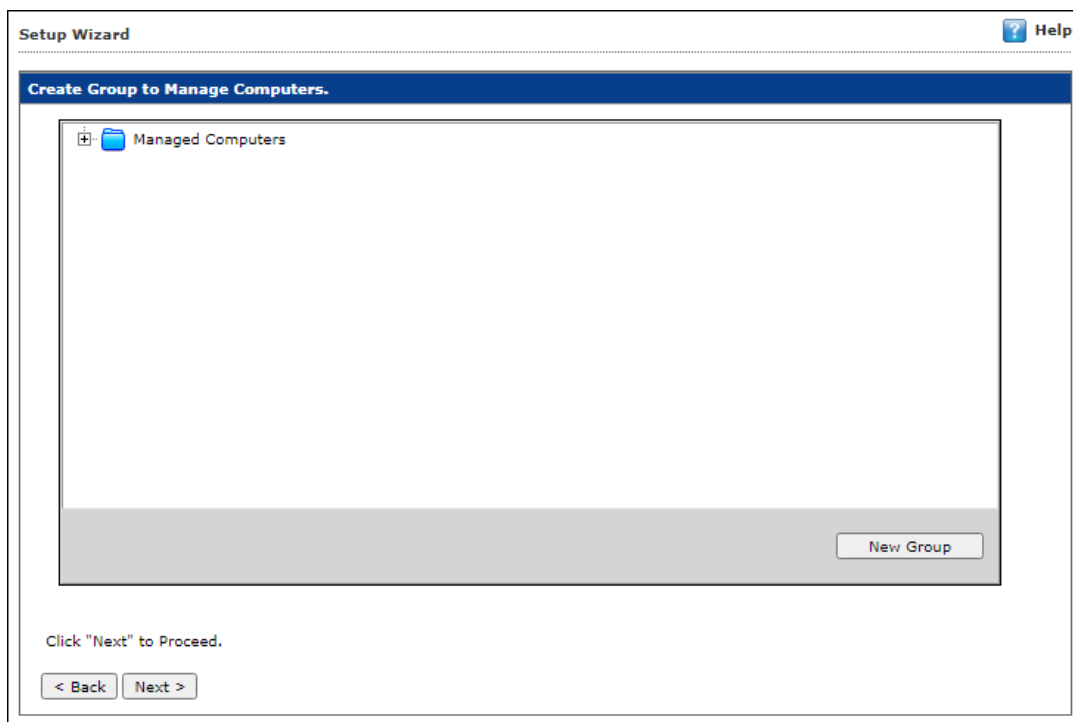 Setup Wizard
? Help
Create Group to Manage Computers.
Managed Computers
New Group
Click "Next" to Proceed.
< Back Next >